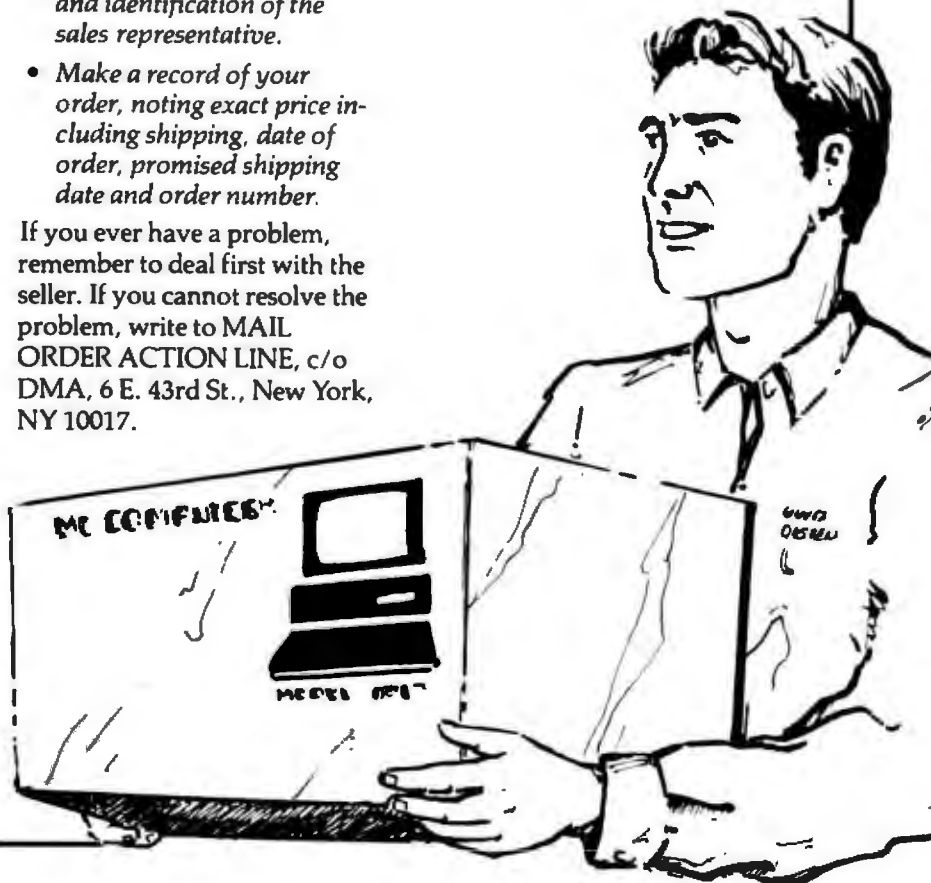 and identification of the
sales representative.
• Make a record of your
order, noting exact price in-
cluding shipping, date of
order, promised shipping
date and order number.
If you ever have a problem,
remember to deal first with the
seller. If you cannot resolve the
problem, write to MAIL
ORDER ACTION LINE, c/o
DMA, 6 E. 43rd St., New York,
NY 10017.